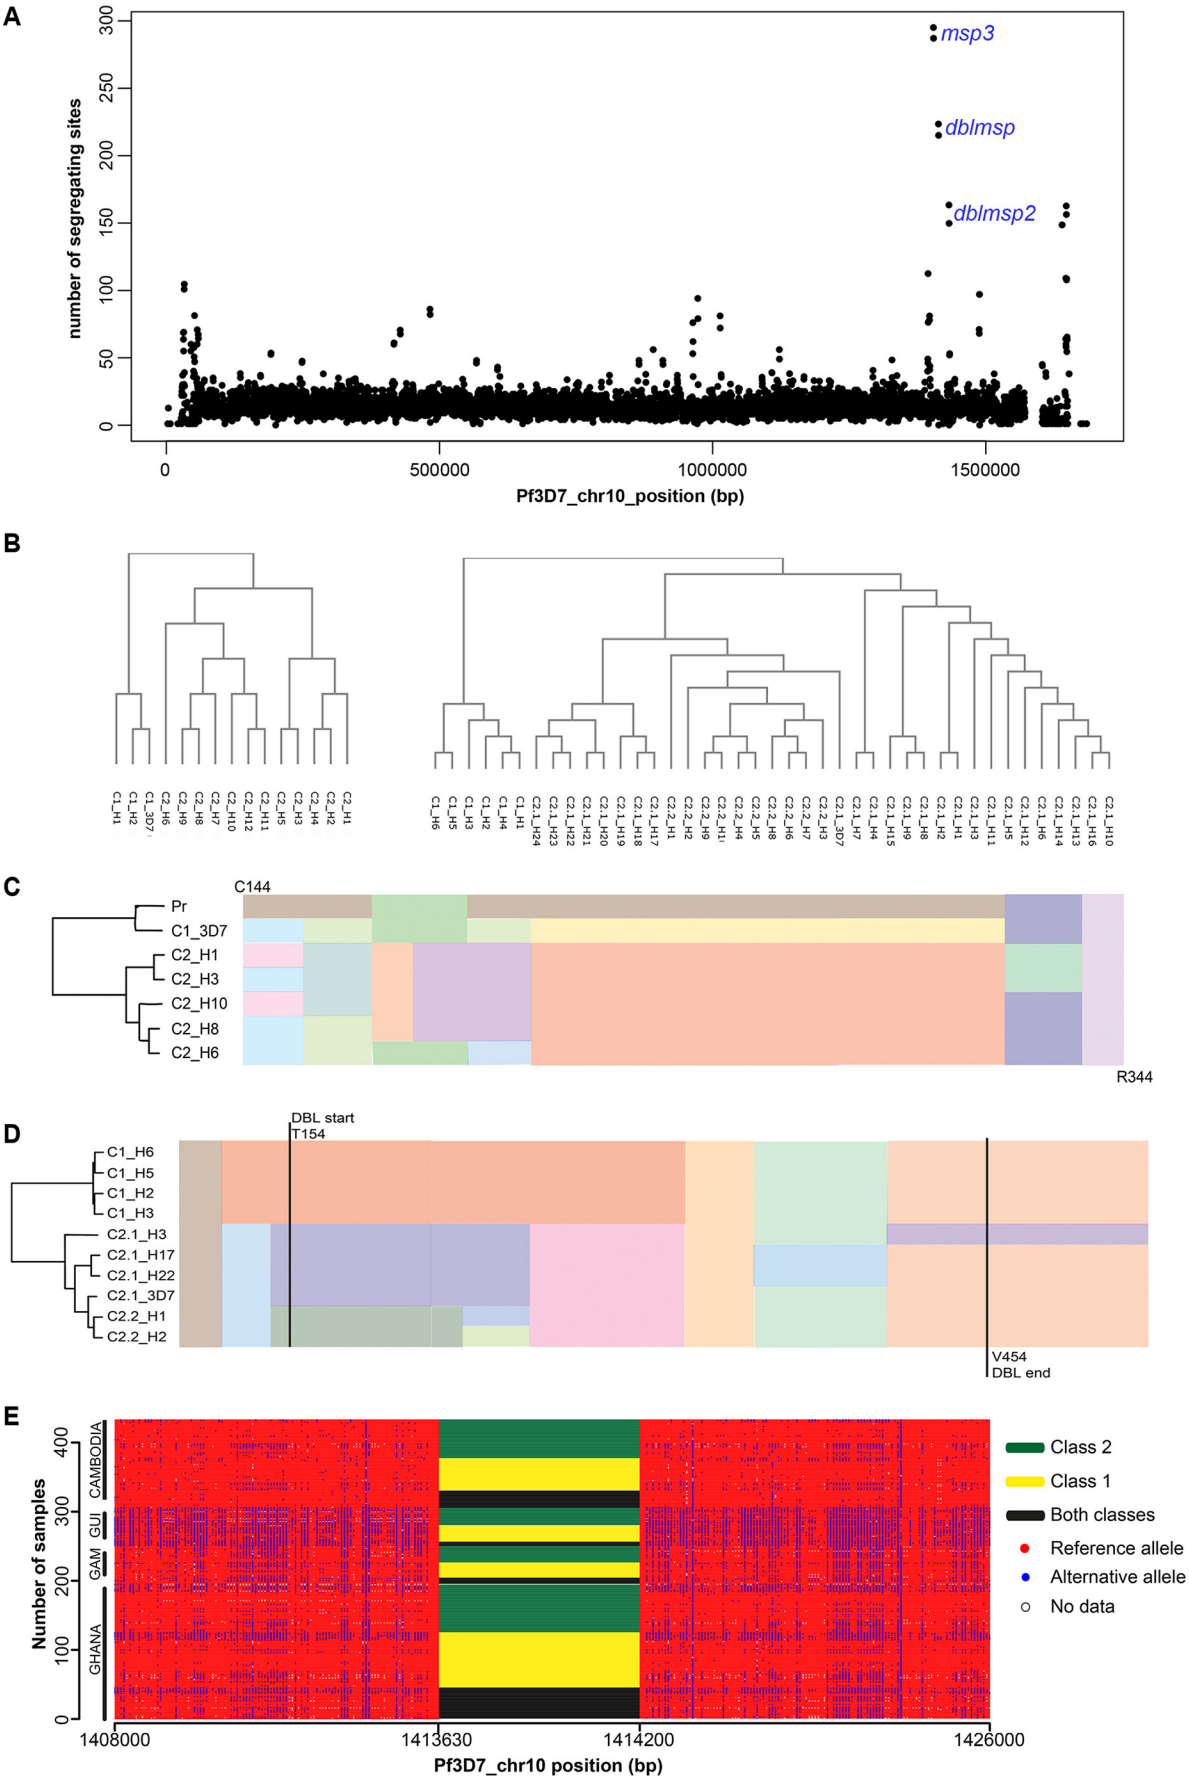 A
300
250
200
150
100
50
0
number of segregating sites
msp3
dblmsp
dblmsp2
0
500000
1000000
1500000
Pf3D7_chr10_position (bp)
B
C1_H1
C1_H2
C1_3D7
C2_H6
C2_H9
C2_H8
C2_H7
C2_H10
C2_H12
C2_H11
C2_H5
C2_H3
C2_H4
C2_H2
C2_H1
C1_H6
C1_H5
C1_H3
C1_H2
C1_H4
C1_H1
C2.1_H24
C2.1_H23
C2.1_H22
C2.1_H21
C2.1_H20
C2.1_H19
C2.1_H18
C2.1_H17
C2.2_H1
C2.2_H2
C2.2_H9
C2.2_H4
C2.2_H5
C2.2_H8
C2.2_H6
C2.2_H7
C2.2_H3
C2.1_3D7
C2.1_H7
C2.1_H4
C2.1_H15
C2.1_H9
C2.1_H8
C2.1_H2
C2.1_H1
C2.1_H3
C2.1_H11
C2.1_H5
C2.1_H12
C2.1_H6
C2.1_H14
C2.1_H13
C2.1_H16
C2.1_H10
C
C144
Pr
C1_3D7
C2_H1
C2_H3
C2_H10
C2_H8
C2_H6
R344
D
DBL start
T154
C1_H6
C1_H5
C1_H2
C1_H3
C2.1_H3
C2.1_H17
C2.1_H22
C2.1_3D7
C2.2_H1
C2.2_H2
V454
DBL end
E
Number of samples
400
300
200
100
0
CAMBODIA
GUI
GAM
GHANA
1408000
1413630
1414200
1426000
Pf3D7_chr10 position (bp)
Class 2
Class 1
Both classes
Reference allele
Alternative allele
No data